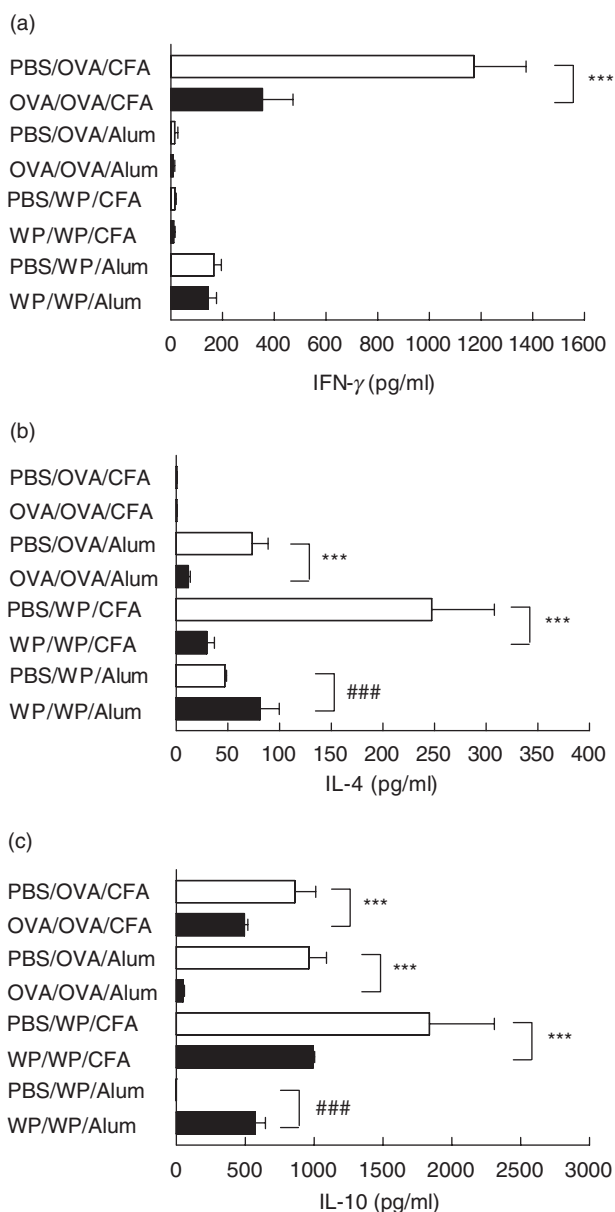 (a)
PBS/OVA/CFA
***
OVA/OVA/CFA
PBS/OVA/Alum
OVA/OVA/Alum
PBS/WP/CFA
WP/WP/CFA
PBS/WP/Alum
WP/WP/Alum
0 200 400 600 800 1000 1200 1400 1600
IFN-γ (pg/ml)
(b)
PBS/OVA/CFA
OVA/OVA/CFA
PBS/OVA/Alum
***
OVA/OVA/Alum
PBS/WP/CFA
***
WP/WP/CFA
PBS/WP/Alum
###
WP/WP/Alum
0 50 100 150 200 250 300 350 400
IL-4 (pg/ml)
(c)
PBS/OVA/CFA
***
OVA/OVA/CFA
PBS/OVA/Alum
***
OVA/OVA/Alum
PBS/WP/CFA
***
WP/WP/CFA
PBS/WP/Alum
###
WP/WP/Alum
0 500 1000 1500 2000 2500 3000
IL-10 (pg/ml)